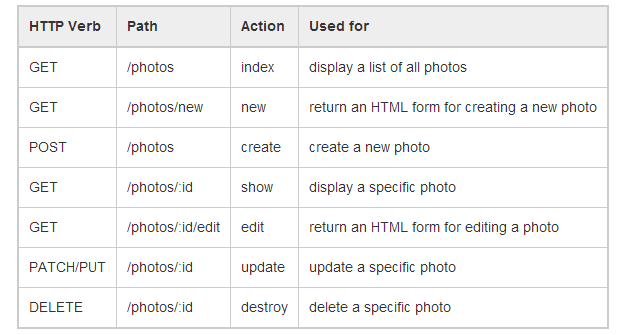 HTTP Verb Path Action Used for
GET /photos index display a list of all photos
GET /photos/new new return an HTML form for creating a new photo
POST /photos create create a new photo
GET /photos/:id show display a specific photo
GET /photos/:id/edit edit return an HTML form for editing a photo
PATCH/PUT /photos/:id update update a specific photo
DELETE /photos/:id destroy delete a specific photo